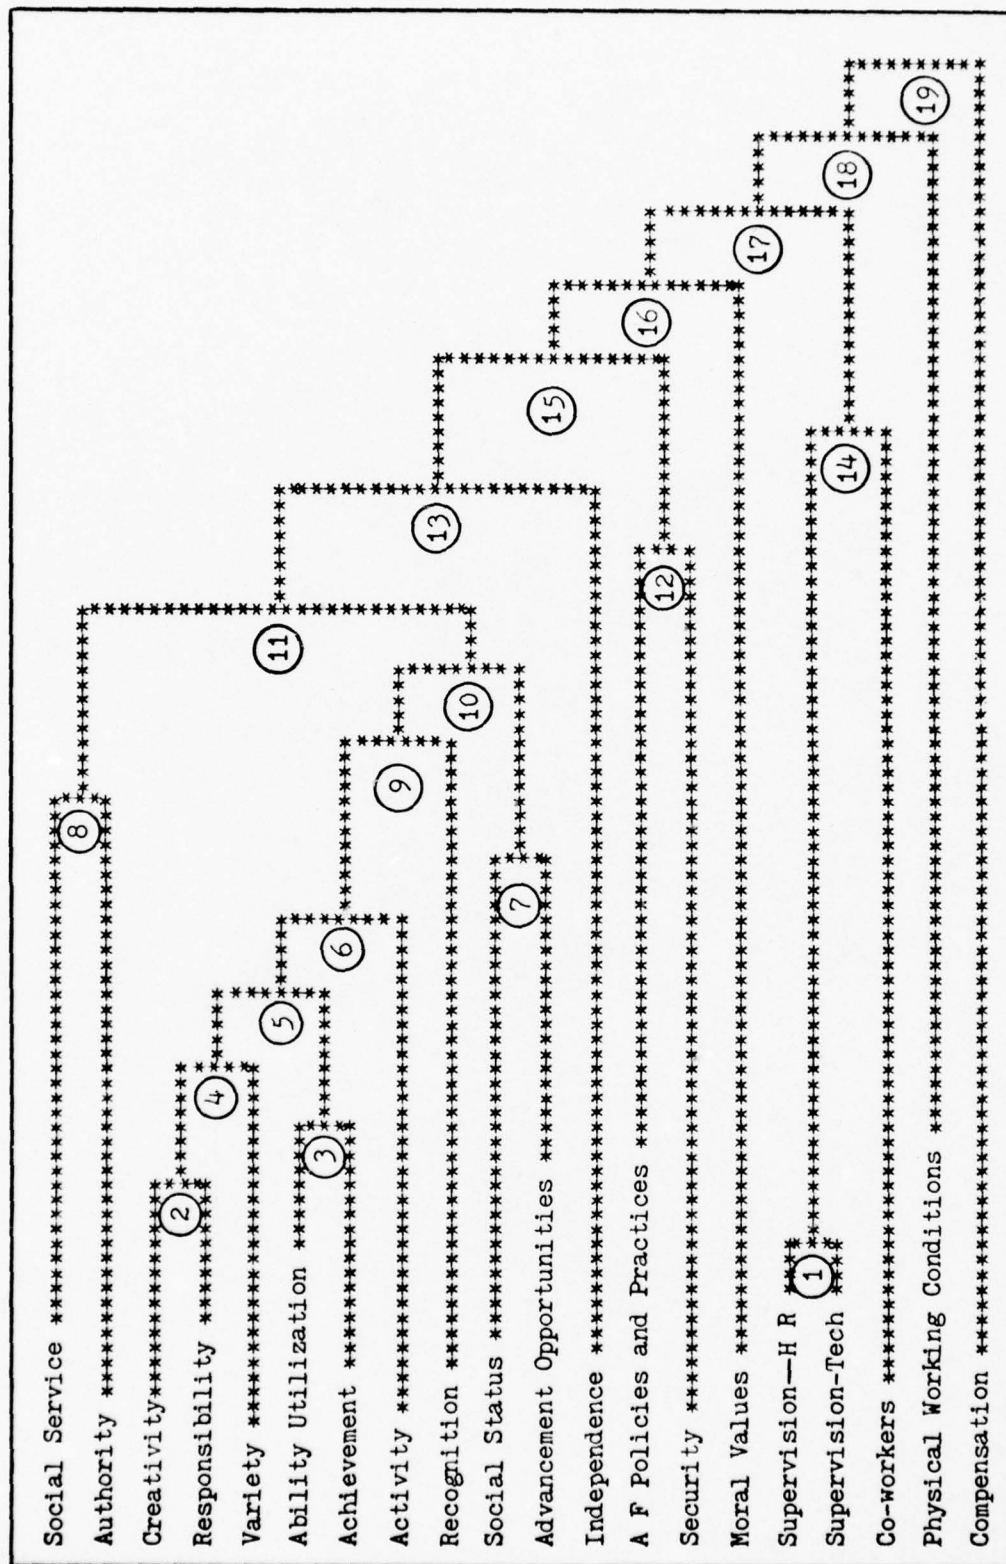 Social Service
Authority
Creativity
Responsibility
Variety
Ability Utilization
Achievement
Activity
Recognition
Social Status
Advancement Opportunities
Independence
A F Policies and Practices
Security
Moral Values
Supervision--H R
Supervision-Tech
Co-workers
Physical Working Conditions
Compensation
1
2
3
4
5
6
7
8
9
10
11
12
13
14
15
16
17
18
19